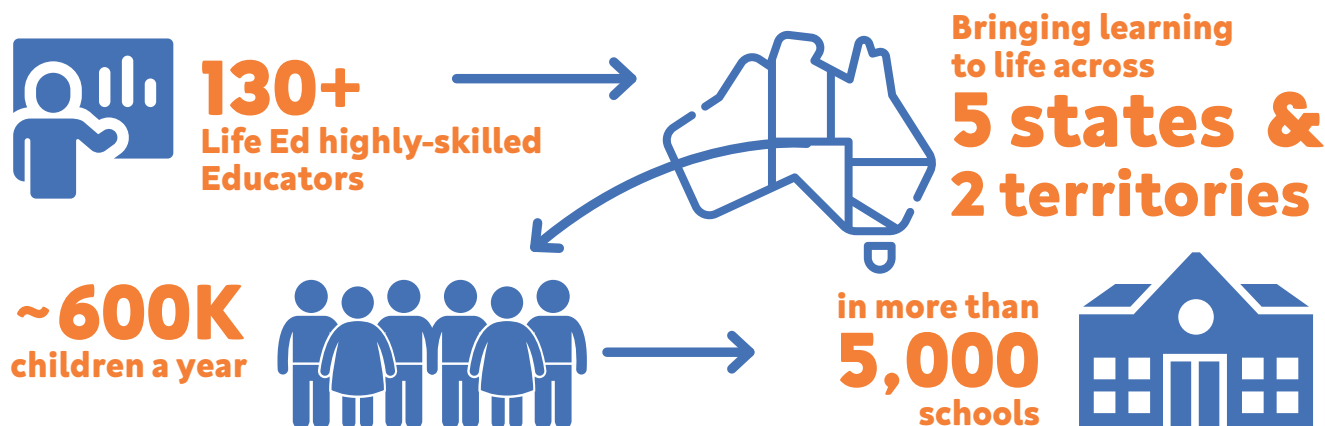 130+
Life Ed highly-skilled
Educators
Bringing learning
to life across
5 states &
2 territories
~600K
children a year
in more than
5,000
schools